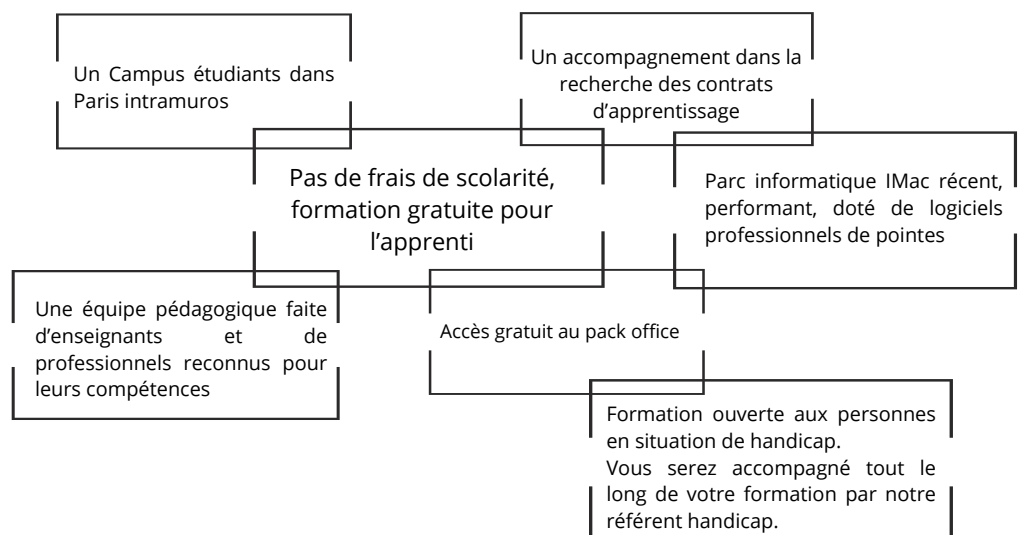 Un Campus étudiants dans
Paris intramuros
Un accompagnement dans la
recherche des contrats
d’apprentissage
Pas de frais de scolarité,
formation gratuite pour
l’apprenti
Parc informatique IMac récent,
performant, doté de logiciels
professionnels de pointes
Une équipe pédagogique faite
d’enseignants et de
professionnels reconnus pour
leurs compétences
Accès gratuit au pack office
Formation ouverte aux personnes
en situation de handicap.
Vous serez accompagné tout le
long de votre formation par notre
référent handicap.